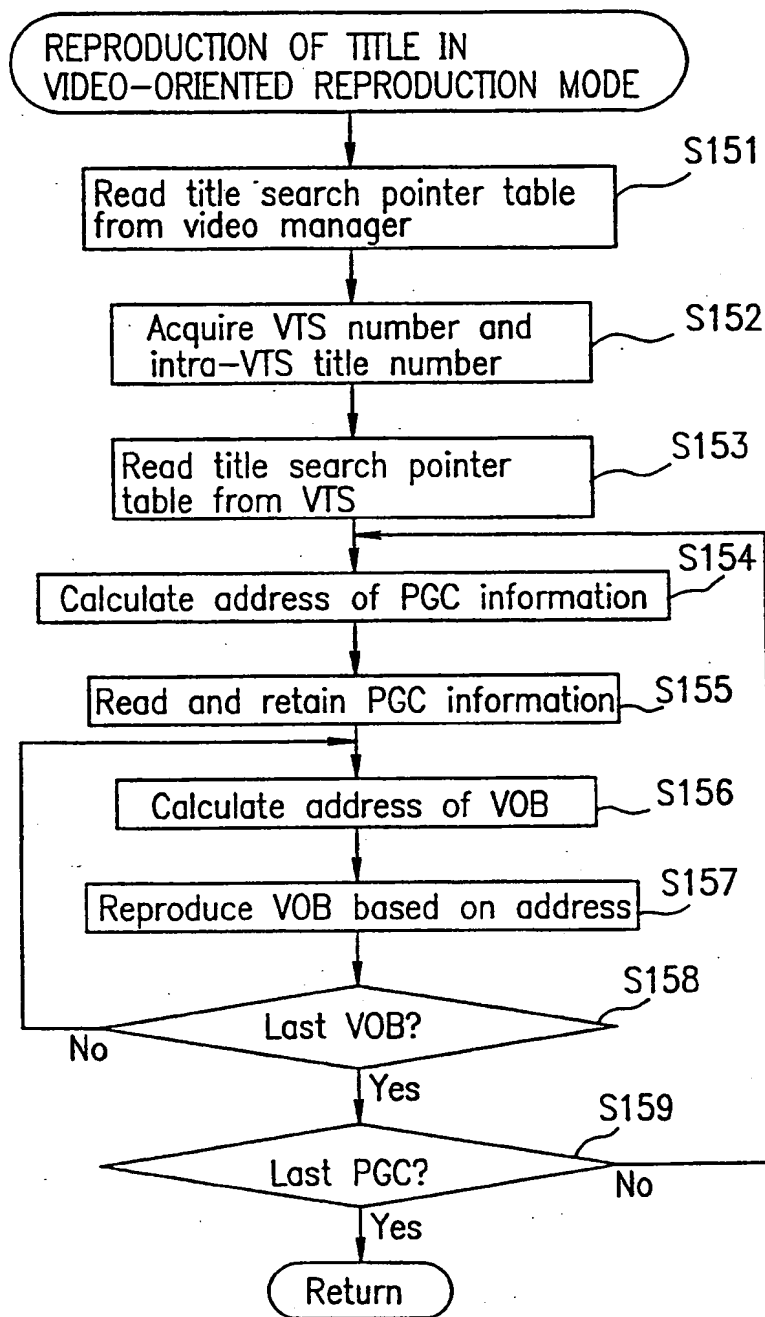 REPRODUCTION OF TITLE IN
VIDEO-ORIENTED REPRODUCTION MODE
S151
Read title search pointer table
from video manager
S152
Acquire VTS number and
intra-VTS title number
S153
Read title search pointer
table from VTS
S154
Calculate address of PGC information
Read and retain PGC information
S155
Calculate address of VOB
S156
S157
Reproduce VOB based on address
S158
Last VOB?
No
Yes
S159
Last PGC?
No
Yes
Return